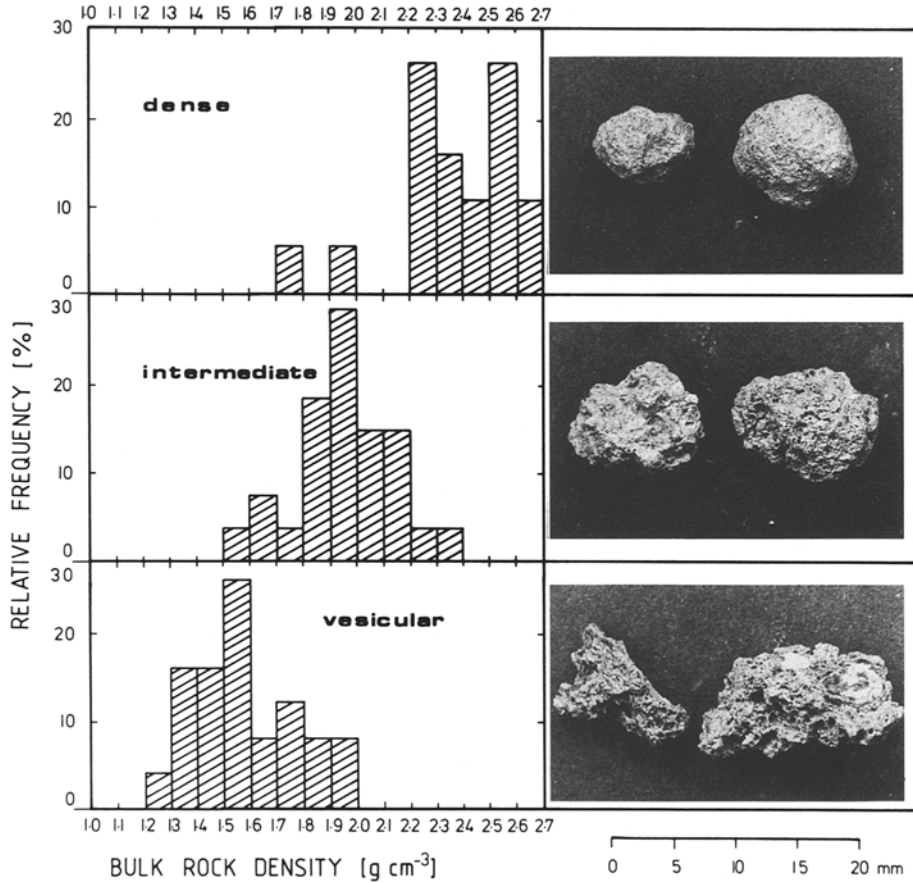 1·0 1·1 1·2 1·3 1·4 1·5 1·6 1·7 1·8 1·9 2·0 2·1 2·2 2·3 2·4 2·5 2·6 2·7
30
20
10
0
dense
30
20
10
0
intermediate
30
20
10
0
vesicular
RELATIVE FREQUENCY [%]
1·0 1·1 1·2 1·3 1·4 1·5 1·6 1·7 1·8 1·9 2·0 2·1 2·2 2·3 2·4 2·5 2·6 2·7
BULK ROCK DENSITY [g cm⁻³]
0 5 10 15 20 mm